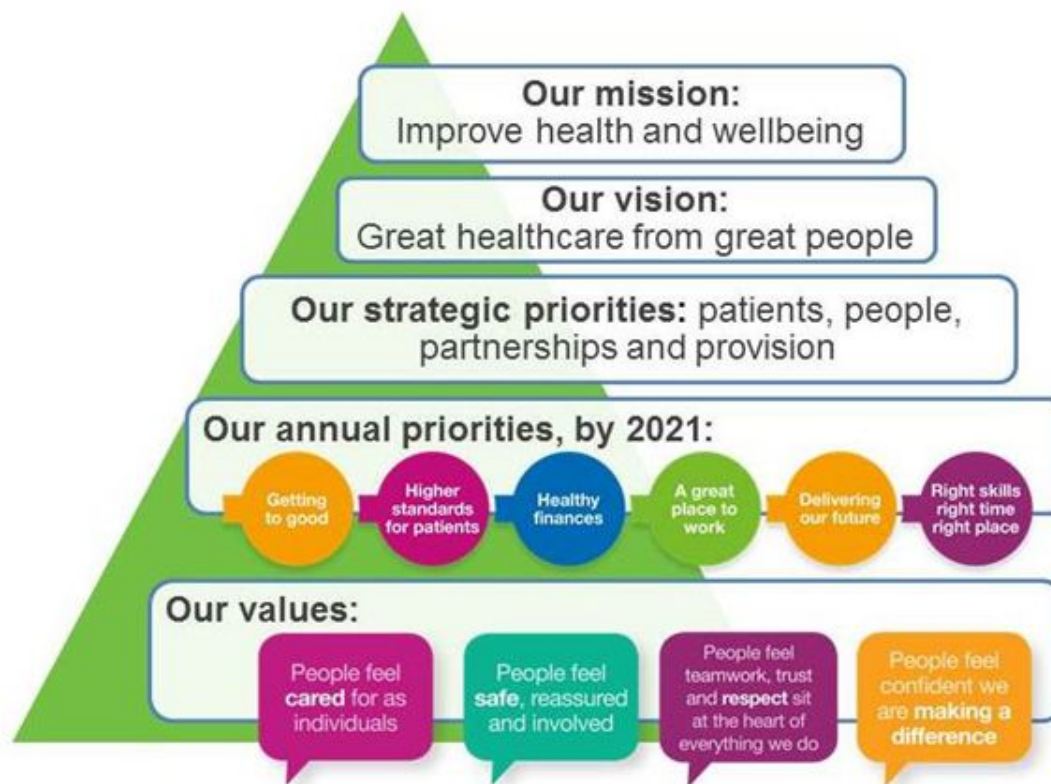 Our mission:
Improve health and wellbeing
Our vision:
Great healthcare from great people
Our strategic priorities: patients, people,
partnerships and provision
Our annual priorities, by 2021:
Getting
to good
Higher
standards
for patients
Healthy
finances
A great
place to
work
Delivering
our future
Right skills
right time
right place
Our values:
People feel
cared for as
individuals
People feel
safe, reassured
and involved
People feel
teamwork, trust
and respect sit
at the heart of
everything we do
People feel
confident we
are making a
difference